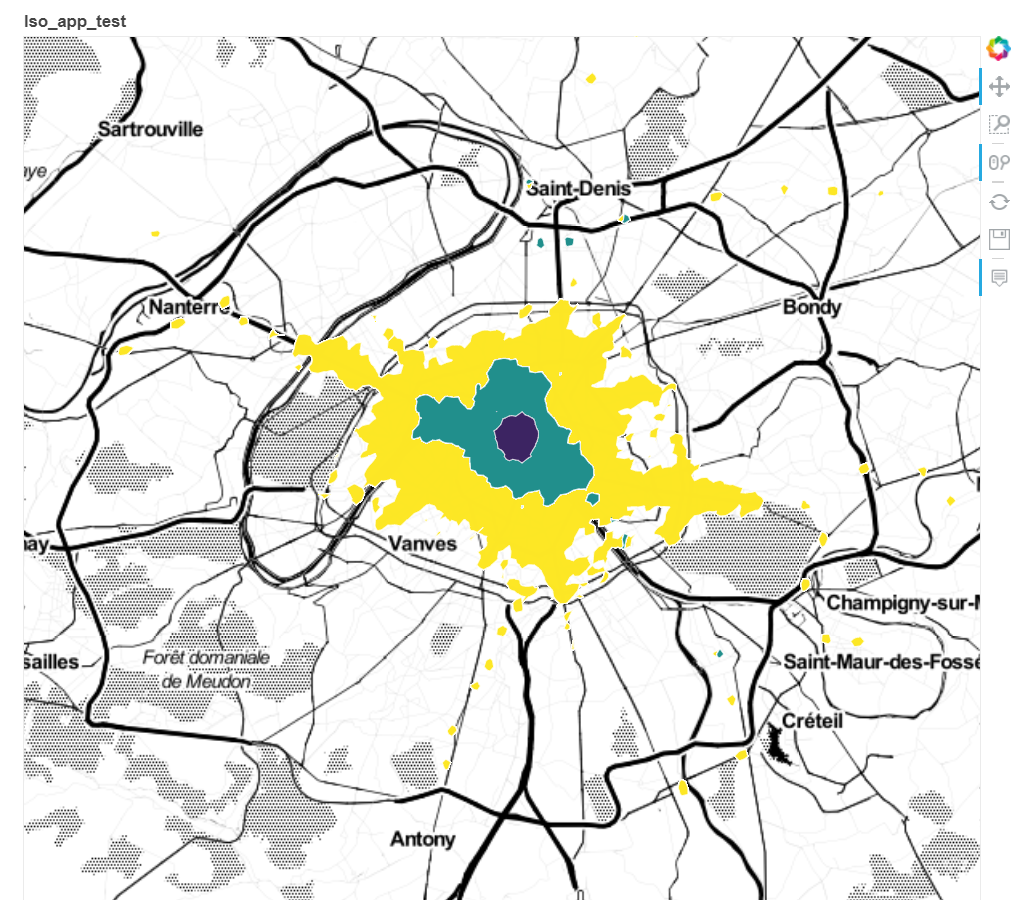 Iso_app_test
Sartrouville
aye
Saint-Denis
Nanterre
Bondy
Vanves
nay
Champigny-sur-M
Forêt domaniale
de Meudon
sailles
Saint-Maur-des-Fossé
Créteil
Antony